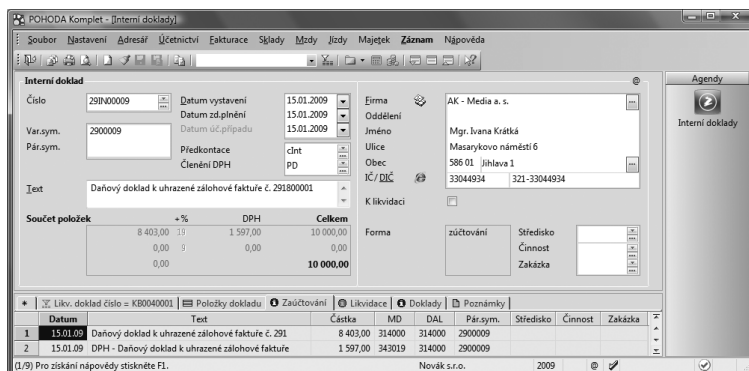 POHODA Komplet - [Interní doklady]
Soubor Nastavení Adresář Účetnictví Fakturace Sklady Mzdy Jízdy Majetek Záznam Nápověda
Interní doklad @ Agendy
Číslo 29IN00009 Datum vystavení 15.01.2009 Firma AK - Media a. s.
Datum zd.plnění 15.01.2009 Oddělení
Interní doklady
Var.sym. 2900009 Datum úč.případu 15.01.2009 Jméno Mgr. Ivana Krátká
Pár.sym. Předkontace cInt Ulice Masarykovo náměstí 6
Členění DPH PD Obec 586 01 Jihlava 1
IČ/DIČ 33044934 321-33044934
Text Daňový doklad k uhrazené zálohové faktuře č. 291800001
K likvidaci
Součet položek +% DPH Celkem
8 403,00 19 1 597,00 10 000,00 Forma zúčtování Středisko
0,00 9 0,00 0,00 Činnost
0,00 10 000,00 Zakázka
* Likv. doklad číslo = KB0040001 Položky dokladu Zaúčtování Likvidace Doklady Poznámky
Datum Text Částka MD DAL Pár.sym. Středisko Činnost Zakázka
1 15.01.09 Daňový doklad k uhrazené zálohové faktuře č. 291 8 403,00 314000 314000 2900009
2 15.01.09 DPH - Daňový doklad k uhrazené zálohové faktuře 1 597,00 343019 314000 2900009
(1/9) Pro získání nápovědy stiskněte F1. Novák s.r.o. 2009 @